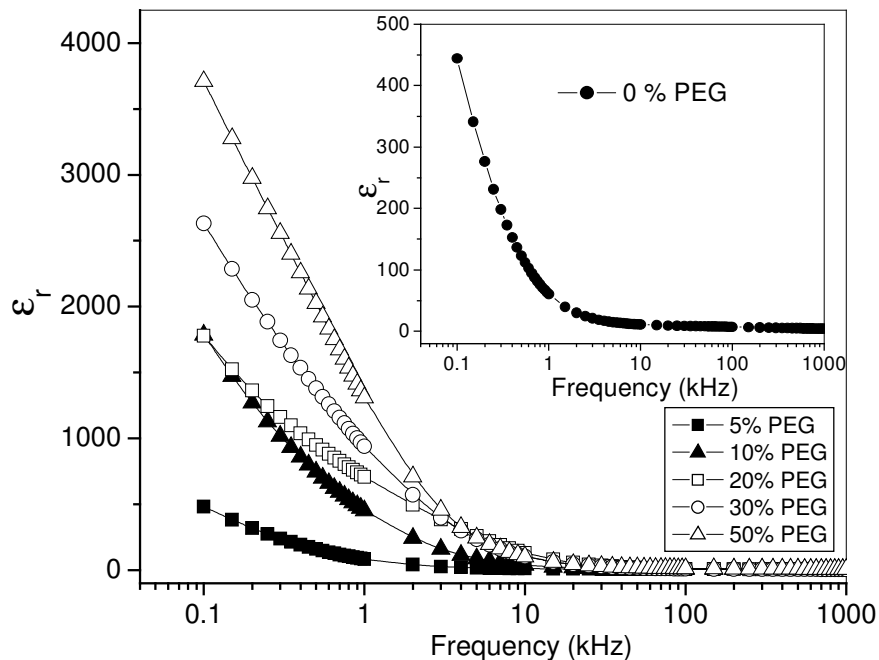 4000
3000
2000
1000
0
εr
0.1 1 10 100 1000
Frequency (kHz)
500
400
300
200
100
0
εr
0.1 1 10 100 1000
Frequency (kHz)
0 % PEG
5% PEG
10% PEG
20% PEG
30% PEG
50% PEG